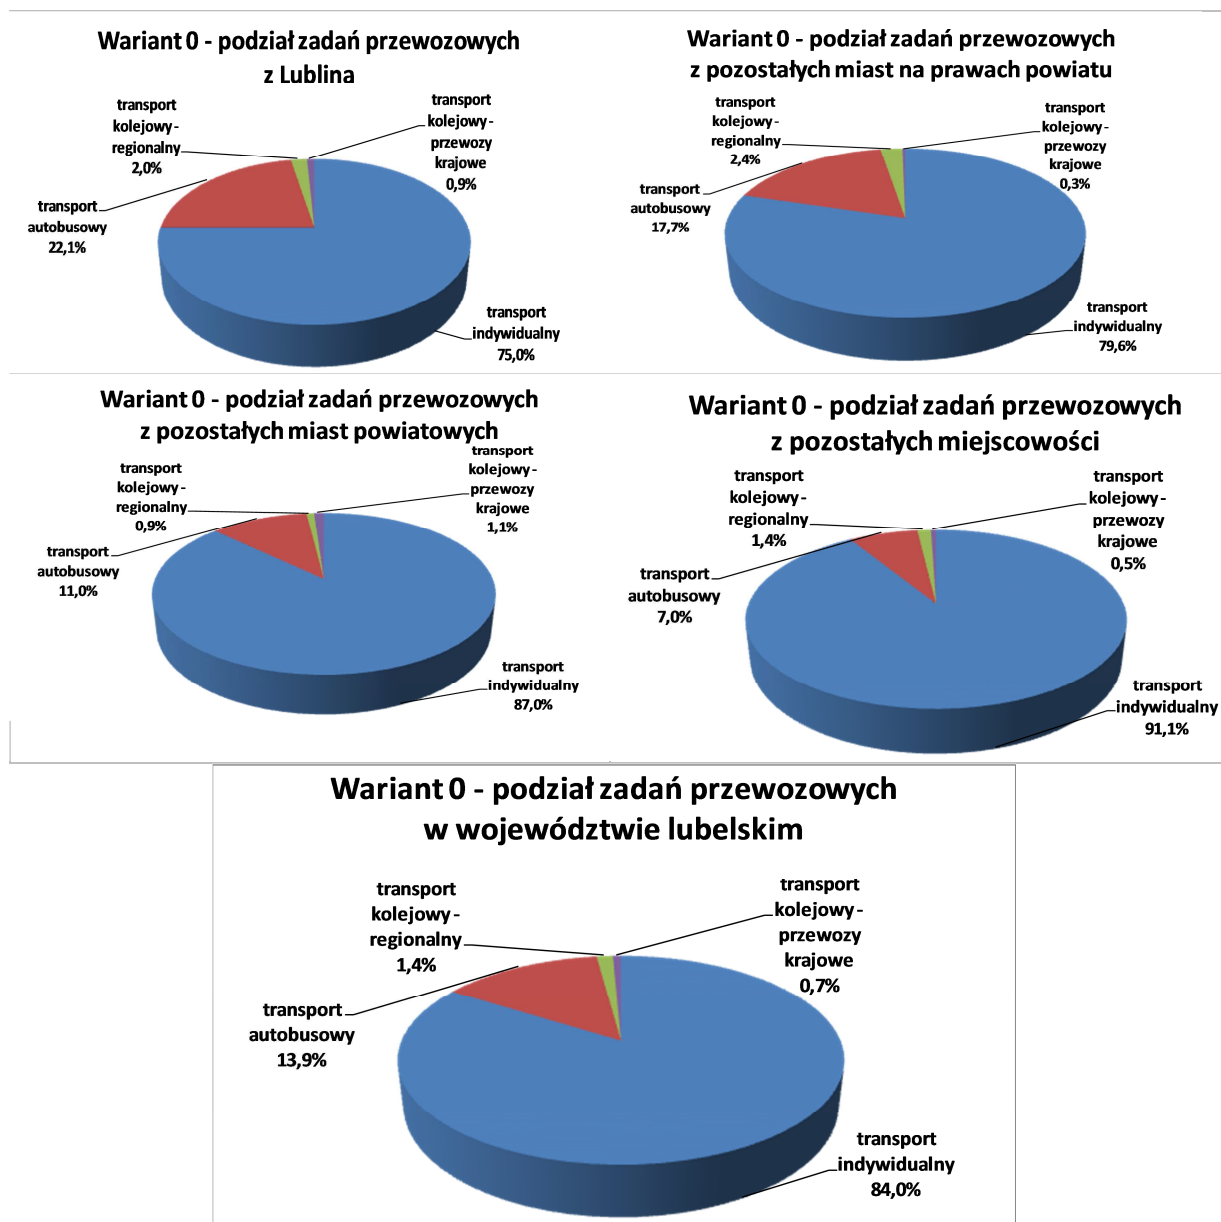 Wariant 0 - podział zadań przewozowych
z Lublina
transport
kolejowy -
regionalny
2,0%
transport
kolejowy -
przewozy
krajowe
0,9%
transport
autobusowy
22,1%
transport
indywidualny
75,0%
Wariant 0 - podział zadań przewozowych
z pozostałych miast na prawach powiatu
transport
kolejowy -
regionalny
2,4%
transport
kolejowy -
przewozy
krajowe
0,3%
transport
autobusowy
17,7%
transport
indywidualny
79,6%
Wariant 0 - podział zadań przewozowych
z pozostałych miast powiatowych
transport
kolejowy -
regionalny
0,9%
transport
kolejowy -
przewozy
krajowe
1,1%
transport
autobusowy
11,0%
transport
indywidualny
87,0%
Wariant 0 - podział zadań przewozowych
z pozostałych miejscowości
transport
kolejowy -
regionalny
1,4%
transport
kolejowy -
przewozy
krajowe
0,5%
transport
autobusowy
7,0%
transport
indywidualny
91,1%
Wariant 0 - podział zadań przewozowych
w województwie lubelskim
transport
kolejowy -
regionalny
1,4%
transport
kolejowy -
przewozy
krajowe
0,7%
transport
autobusowy
13,9%
transport
indywidualny
84,0%